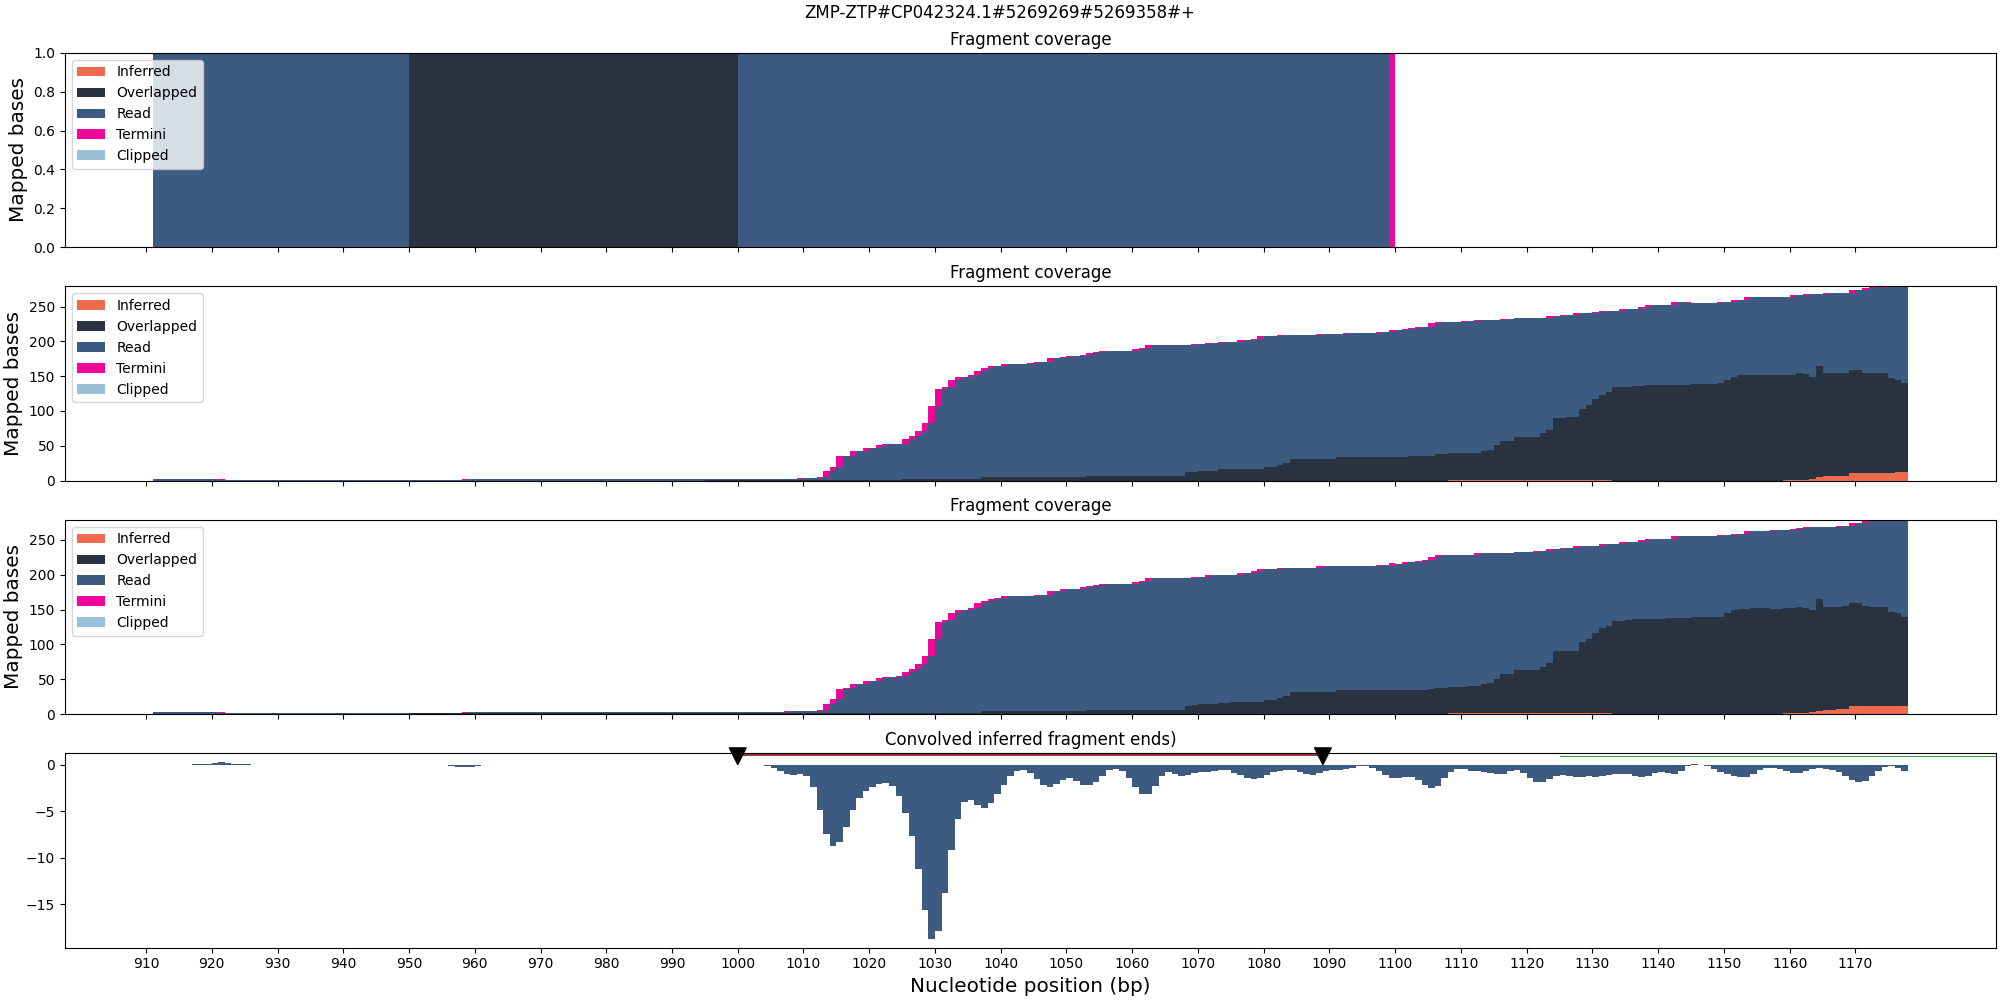 ZMP-ZTP#CP042324.1#5269269#5269358#+
Fragment coverage
Mapped bases
1.0
0.8
0.6
0.4
0.2
0.0
Inferred
Overlapped
Read
Termini
Clipped
Fragment coverage
Mapped bases
250
200
150
100
50
0
Inferred
Overlapped
Read
Termini
Clipped
Fragment coverage
Mapped bases
250
200
150
100
50
0
Inferred
Overlapped
Read
Termini
Clipped
Convolved inferred fragment ends)
0
−5
−10
−15
910 920 930 940 950 960 970 980 990 1000 1010 1020 1030 1040 1050 1060 1070 1080 1090 1100 1110 1120 1130 1140 1150 1160 1170
Nucleotide position (bp)